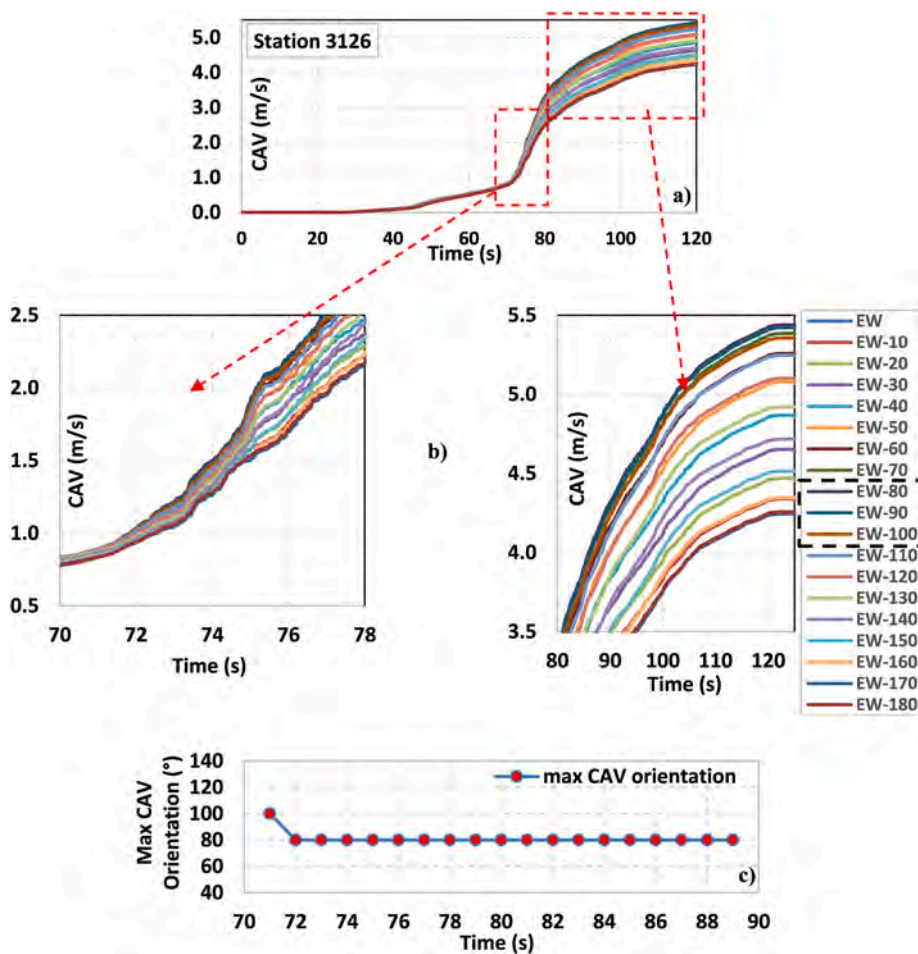 Station 3126
5.0
4.0
3.0
2.0
1.0
0.0
CAV (m/s)
a)
0 20 40 60 80 100 120
Time (s)
2.5
2.0
1.5
1.0
0.5
CAV (m/s)
b)
70 72 74 76 78
Time (s)
5.5
5.0
4.5
4.0
3.5
CAV (m/s)
80 90 100 110 120
Time (s)
EW
EW-10
EW-20
EW-30
EW-40
EW-50
EW-60
EW-70
EW-80
EW-90
EW-100
EW-110
EW-120
EW-130
EW-140
EW-150
EW-160
EW-170
EW-180
140
120
100
80
60
40
Max CAV
Orientation (°)
max CAV orientation
c)
70 72 74 76 78 80 82 84 86 88 90
Time (s)